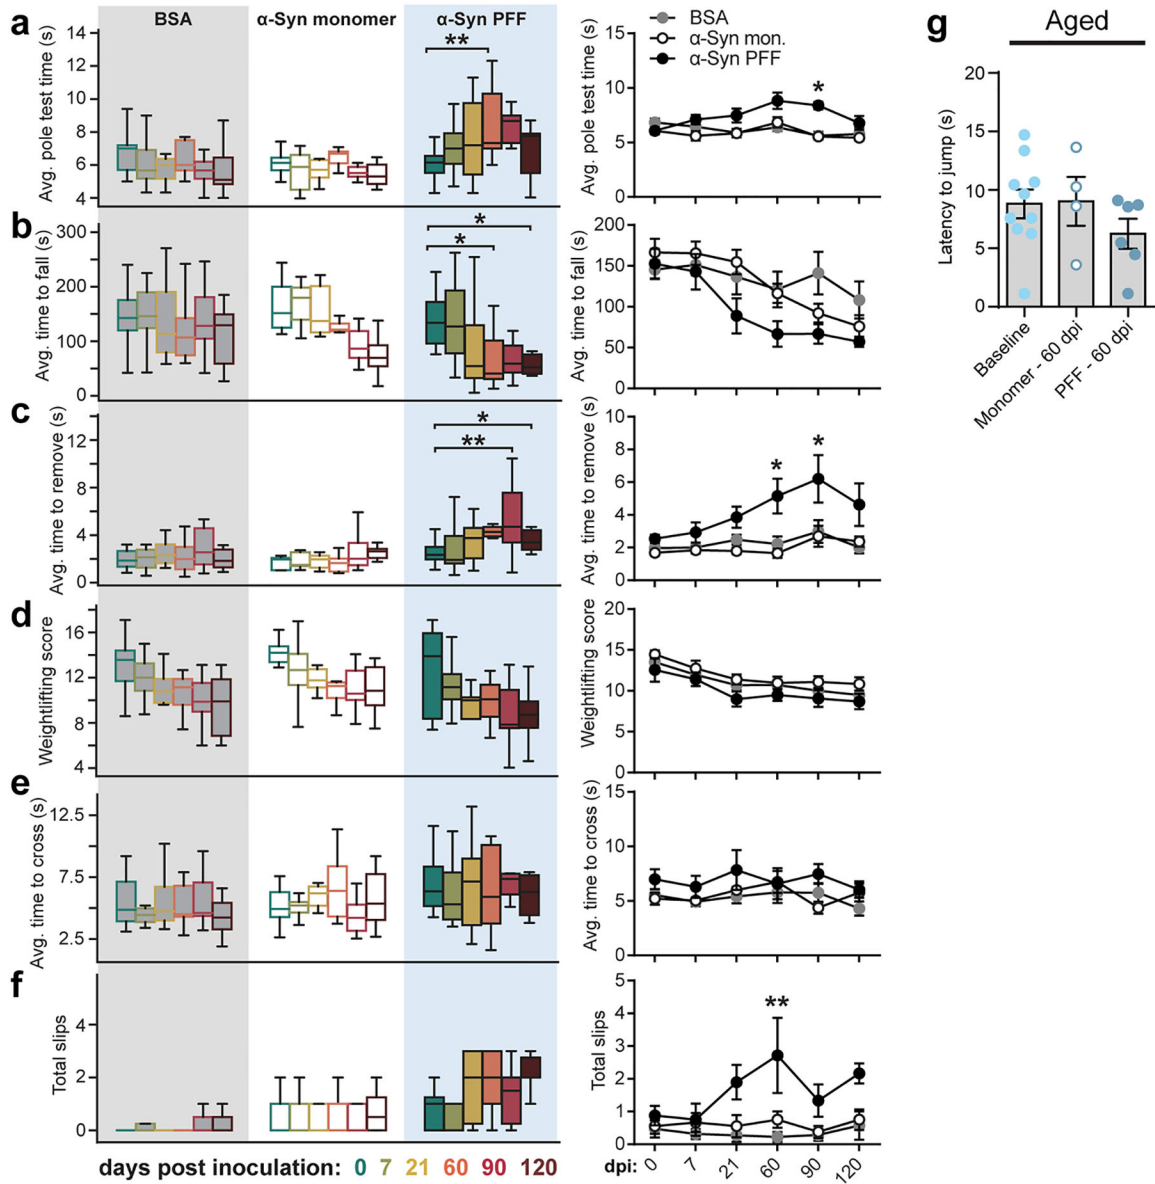 a
BSA
α-Syn monomer
α-Syn PFF
Avg. pole test time (s)
14
12
10
8
6
4
**
Avg. pole test time (s)
15
10
5
0
BSA
α-Syn mon.
α-Syn PFF
*
g
Aged
Latency to jump (s)
20
15
10
5
0
Baseline
Monomer - 60 dpi
PFF - 60 dpi
b
Avg. time to fall (s)
300
200
100
0
*
*
Avg. time to fall (s)
200
150
100
50
0
c
Avg. time to remove (s)
12
8
4
0
*
**
Avg. time to remove (s)
10
8
6
4
2
0
*
*
d
Weightlifting score
16
12
8
4
Weightlifting score
20
15
10
5
0
e
Avg. time to cross (s)
12.5
7.5
2.5
Avg. time to cross (s)
15
10
5
0
f
Total slips
4
2
0
Total slips
5
4
3
2
1
0
**
days post inoculation: 0 7 21 60 90 120
dpi: 0 7 21 60 90 120